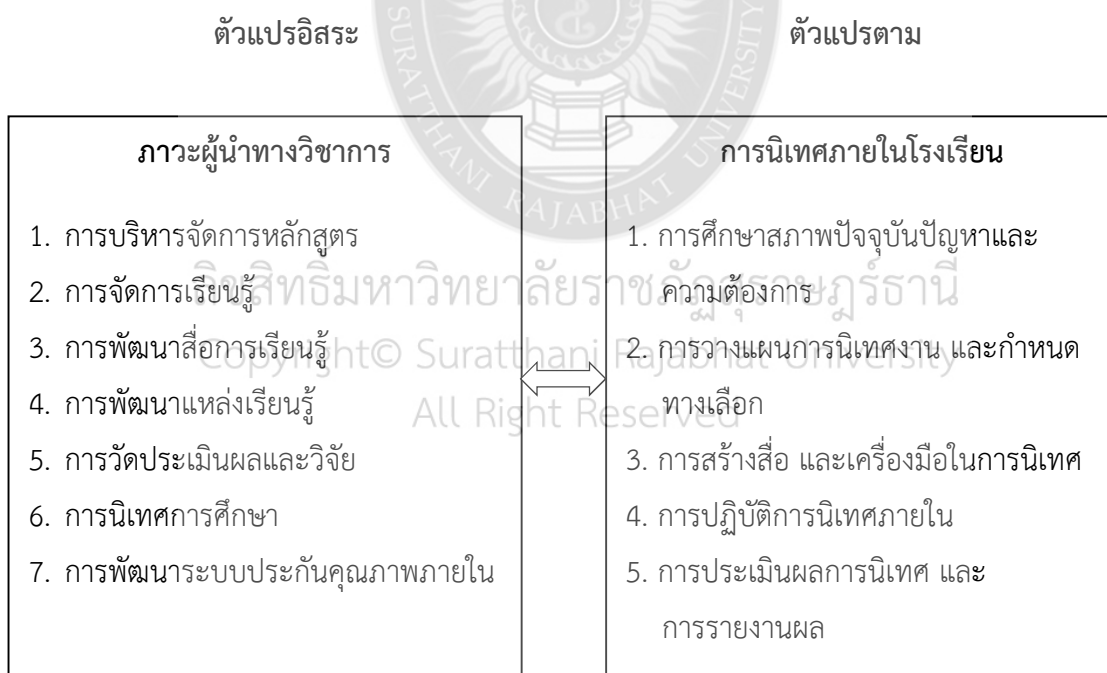 ตัวแปรอิสระ
ตัวแปรตาม
SURATTHANI RAJABHAT UNIVERSITY
ภาวะผู้นำทางวิชาการ
1. การบริหารจัดการหลักสูตร
2. การจัดการเรียนรู้
3. การพัฒนาสื่อการเรียนรู้
4. การพัฒนาแหล่งเรียนรู้
5. การวัดประเมินผลและวิจัย
6. การนิเทศการศึกษา
7. การพัฒนาระบบประกันคุณภาพภายใน
การนิเทศภายในโรงเรียน
1. การศึกษาสภาพปัจจุบันปัญหาและ
ความต้องการ
2. การวางแผนการนิเทศงาน และกำหนด
ทางเลือก
3. การสร้างสื่อ และเครื่องมือในการนิเทศ
4. การปฏิบัติการนิเทศภายใน
5. การประเมินผลการนิเทศ และ
การรายงานผล
ลิขสิทธิ์มหาวิทยาลัยราชภัฏสุราษฎร์ธานี
Copyright© Suratthani Rajabhat University
All Right Reserved